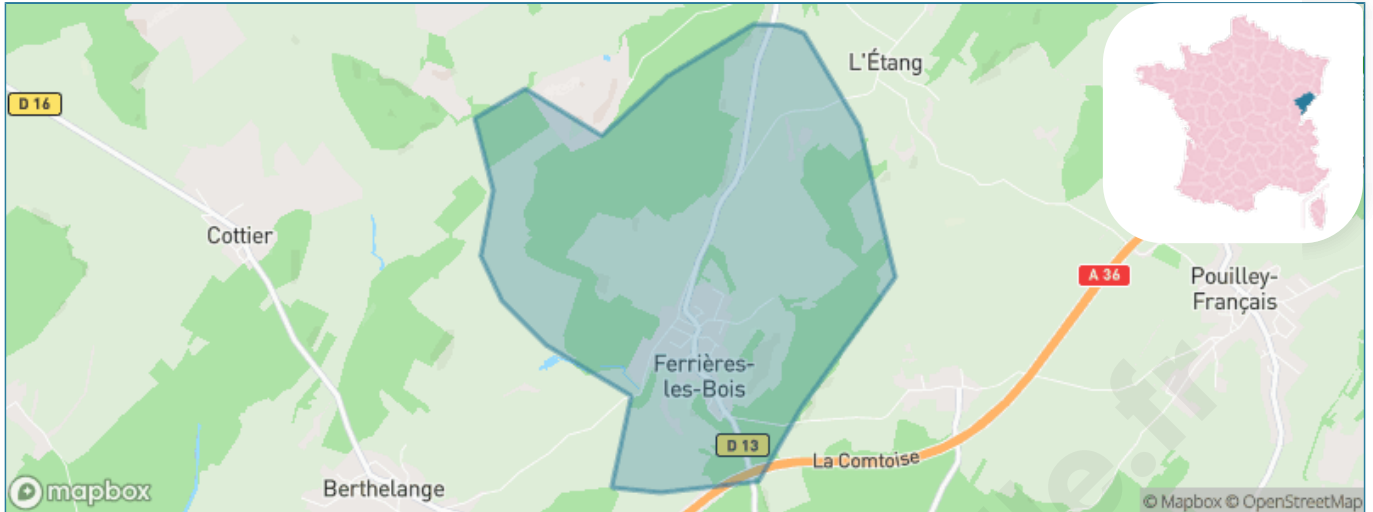 L'Étang
D 16
Cottier
A 36
Pouilley-
Français
Ferrières-
les-Bois
D 13
La Comtoise
Berthelange
mapbox
© Mapbox © OpenStreetMap